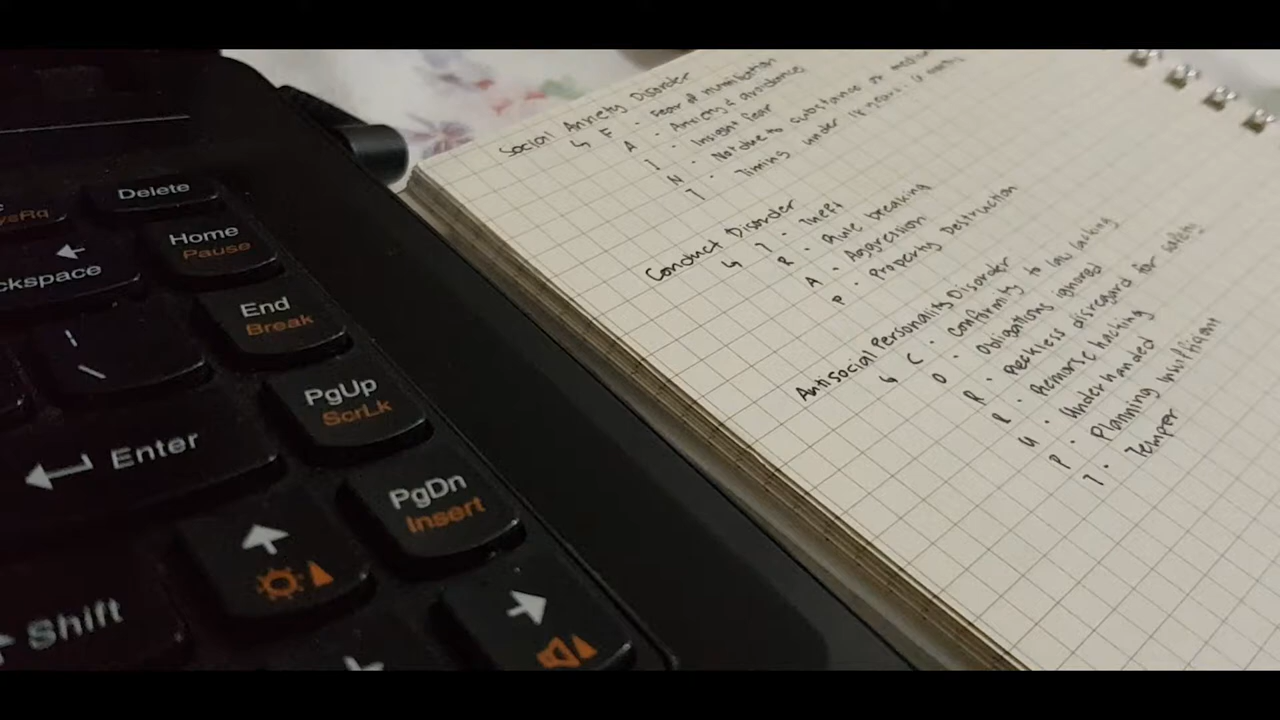 Delete
ysRq
Home
Pause
ckspace
End
Break
PgUp
ScrLk
Enter
PgDn
Insert
Shift
Social Anxiety Disorder
↳ F - Fear of humiliation
A - Anxiety & avoidance
I - Insight fear
N - Not due to substance or medical
T - Timing under 18 years: 6 months
Conduct Disorder
↳ T - Theft
R - Rule breaking
A - Aggression
P - Property Destruction
Antisocial Personality Disorder
↳ C - Conformity to law lacking
O - Obligations ignored
R - Reckless disregard for safety
R - Remorse lacking
U - Underhanded
P - Planning insufficient
T - Temper